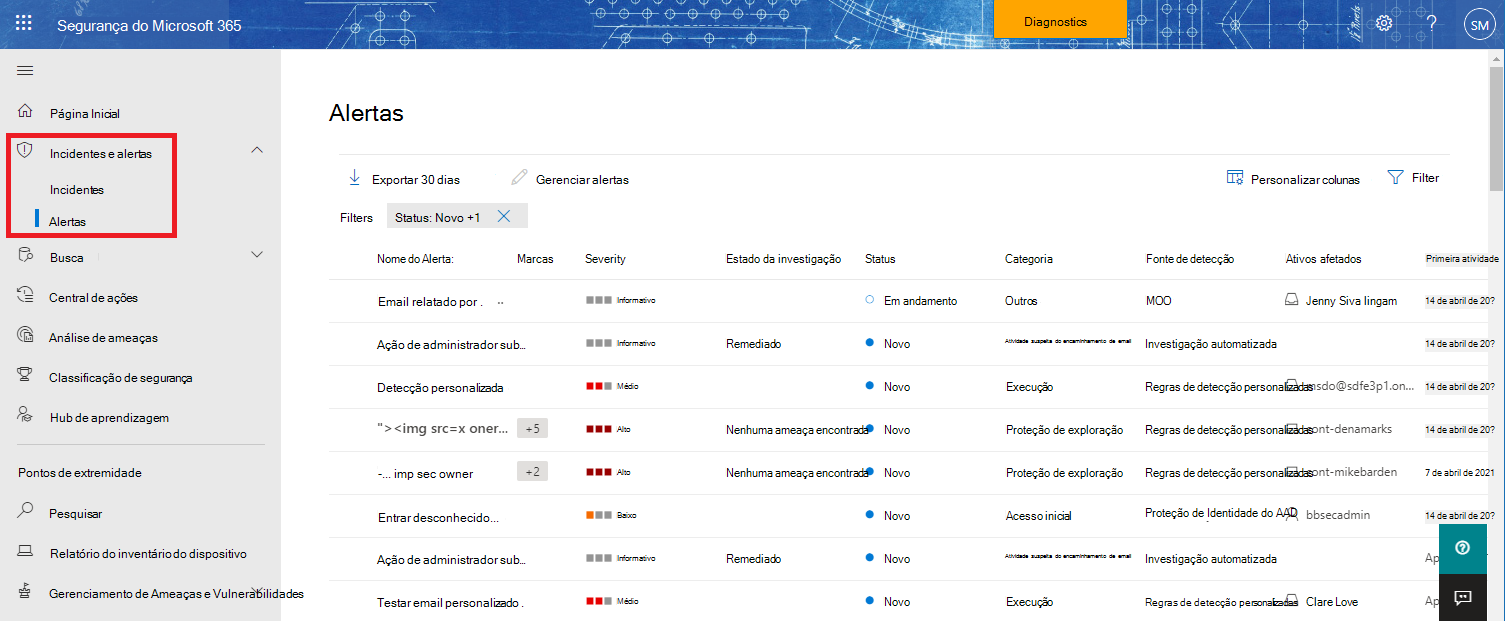 Segurança do Microsoft 365
Diagnostics
SM
Página Inicial
Incidentes e alertas
Incidentes
Alertas
Busca
Central de ações
Análise de ameaças
Classificação de segurança
Hub de aprendizagem
Pontos de extremidade
Pesquisar
Relatório do inventário do dispositivo
Gerenciamento de Ameaças e Vulnerabilidades
Alertas
Exportar 30 dias Gerenciar alertas Personalizar colunas Filter
Filters Status: Novo +1
Nome do Alerta: Marcas Severity Estado da investigação Status Categoria Fonte de detecção Ativos afetados Primeira atividade
Email relatado por . .. Informativo Em andamento Outros MOO Jenny Siva lingam 14 de abril de 20?
Ação de administrador sub... Informativo Remediado Novo Atividade suspeita do encaminhamento de email Investigação automatizada 14 de abril de 20?
Detecção personalizada Médio Novo Execução Regras de detecção personalizadas msdo@sdfe3p1.on... 14 de abril de 20?
"><img src=x oner... +5 Alto Nenhuma ameaça encontrada Novo Proteção de exploração Regras de detecção personalizadas cont-denamarks 14 de abril de 20?
-... imp sec owner +2 Alto Nenhuma ameaça encontrada Novo Proteção de exploração Regras de detecção personalizadas cont-mikebarden 7 de abril de 2021
Entrar desconhecido... Baixo Novo Acesso inicial Proteção de Identidade do AAD bbsecadmin 14 de abril de 20?
Ação de administrador sub... Informativo Remediado Novo Atividade suspeita do encaminhamento de email Investigação automatizada Ap
Testar email personalizado . Médio Novo Execução Regras de detecção personalizadas Clare Love Ap